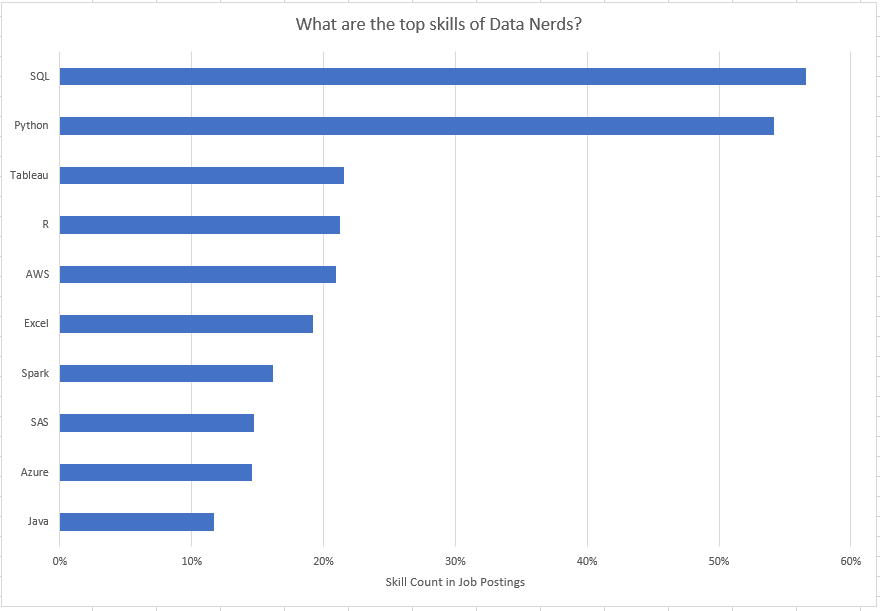 What are the top skills of Data Nerds?
SQL
Python
Tableau
R
AWS
Excel
Spark
SAS
Azure
Java
0% 10% 20% 30% 40% 50% 60%
Skill Count in Job Postings